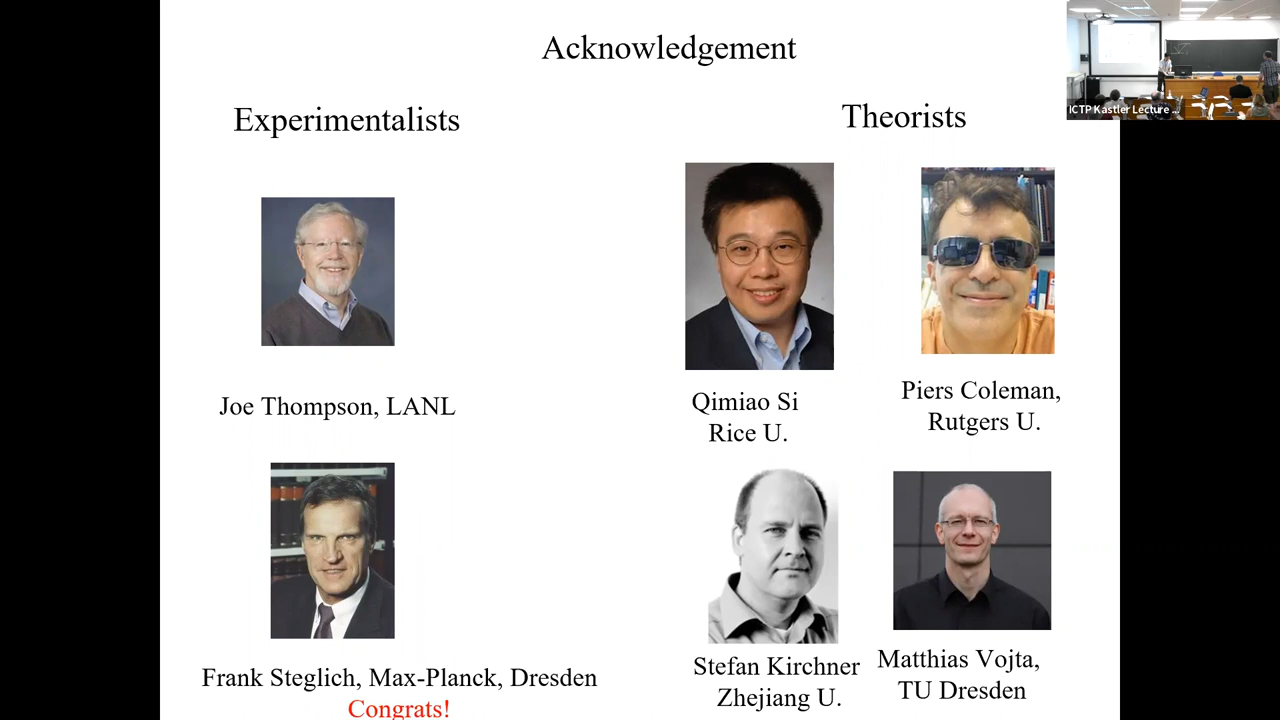 Acknowledgement
ICTP Kastler Lecture ...
Experimentalists
Theorists
Joe Thompson, LANL
Qimiao Si
Rice U.
Piers Coleman,
Rutgers U.
Frank Steglich, Max-Planck, Dresden
Congrats!
Stefan Kirchner
Zhejiang U.
Matthias Vojta,
TU Dresden